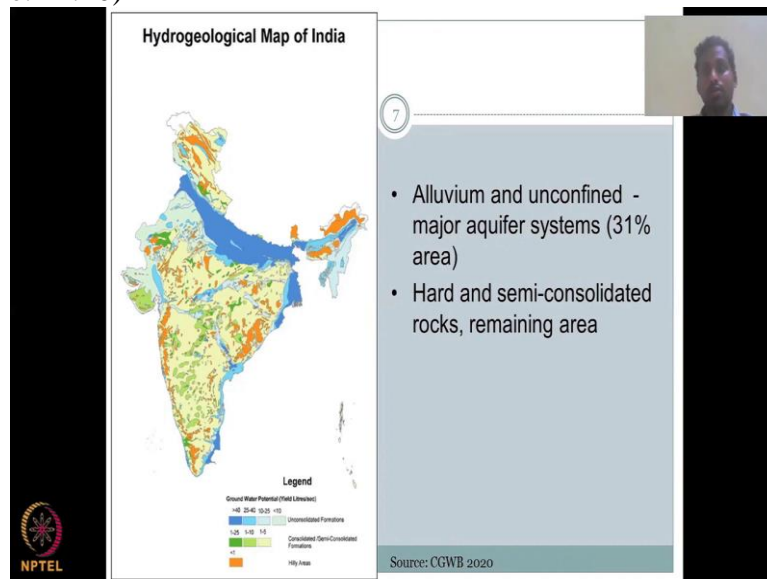 Hydrogeological Map of India
7
• Alluvium and unconfined -
major aquifer systems (31%
area)
• Hard and semi-consolidated
rocks, remaining area
Legend
Ground Water Potential (Yield Litres/sec)
>40 25-40 10-25 <10
Unconsolidated Formations
1-25 1-10 1-5
Consolidated /Semi-Consolidated
Formations
<1
Hilly Areas
Source: CGWB 2020
NPTEL